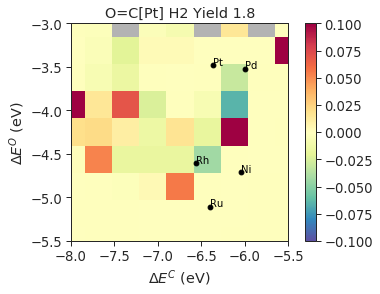 O=C[Pt] H2 Yield 1.8
−3.0
−3.5
−4.0
−4.5
−5.0
−5.5
ΔE^O (eV)
Pt
Pd
Rh
Ni
Ru
−8.0 −7.5 −7.0 −6.5 −6.0 −5.5
ΔE^C (eV)
0.100
0.075
0.050
0.025
0.000
−0.025
−0.050
−0.075
−0.100